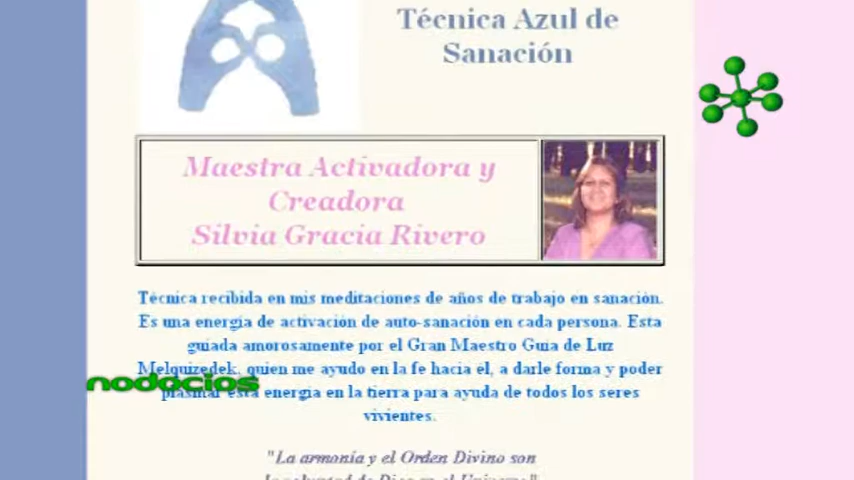 Técnica Azul de
Sanación
Maestra Activadora y
Creadora
Silvia Gracia Rivero
Técnica recibida en mis meditaciones de años de trabajo en sanación.
Es una energía de activación de auto-sanación en cada persona. Esta
guiada amorosamente por el Gran Maestro Guia de Luz
Melquizedek, quien me ayudo en la fe hacia él, a darle forma y poder
nodocios
plasmar esta energía en la tierra para ayuda de todos los seres
vivientes.
"La armonía y el Orden Divino son